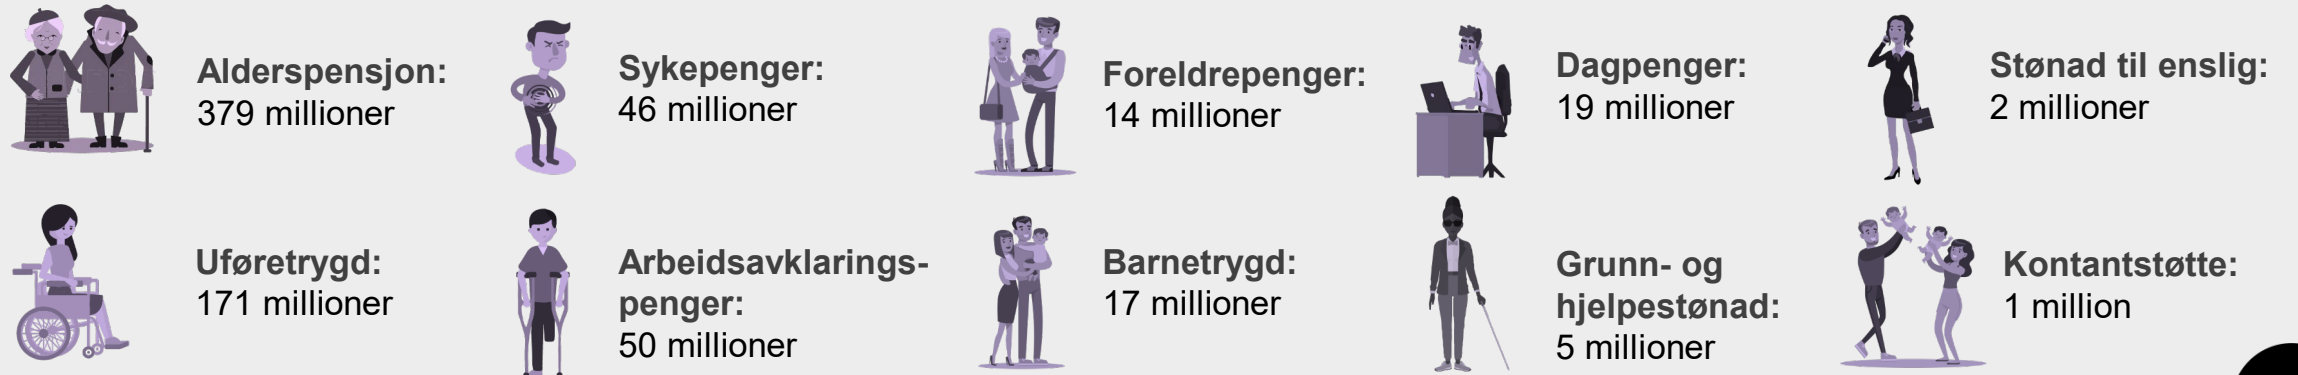 Alderspensjon:
379 millioner
Sykepenger:
46 millioner
Foreldrepenger:
14 millioner
Dagpenger:
19 millioner
Stønad til enslig:
2 millioner
Uføretrygd:
171 millioner
Arbeidsavklarings-
penger:
50 millioner
Barnetrygd:
17 millioner
Grunn- og
hjelpestønad:
5 millioner
Kontantstøtte:
1 million